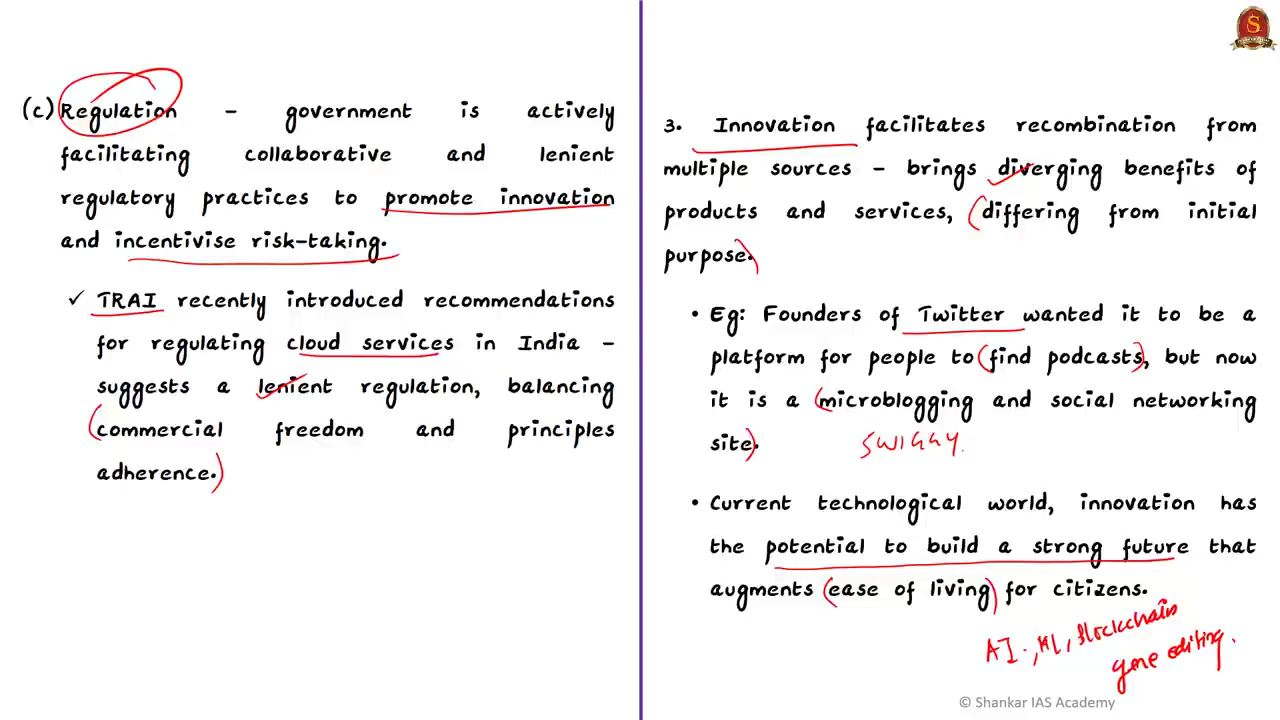 (c) Regulation – government is actively
facilitating collaborative and lenient
regulatory practices to promote innovation
and incentivise risk-taking.
✓ TRAI recently introduced recommendations
for regulating cloud services in India –
suggests a lenient regulation, balancing
commercial freedom and principles
adherence.
3. Innovation facilitates recombination from
multiple sources – brings diverging benefits of
products and services, differing from initial
purpose.
• Eg: Founders of Twitter wanted it to be a
platform for people to find podcasts, but now
it is a microblogging and social networking
site.
SWIGGY.
• Current technological world, innovation has
the potential to build a strong future that
augments ease of living for citizens.
AI., ML, Blockchain
gene editing.
© Shankar IAS Academy
S